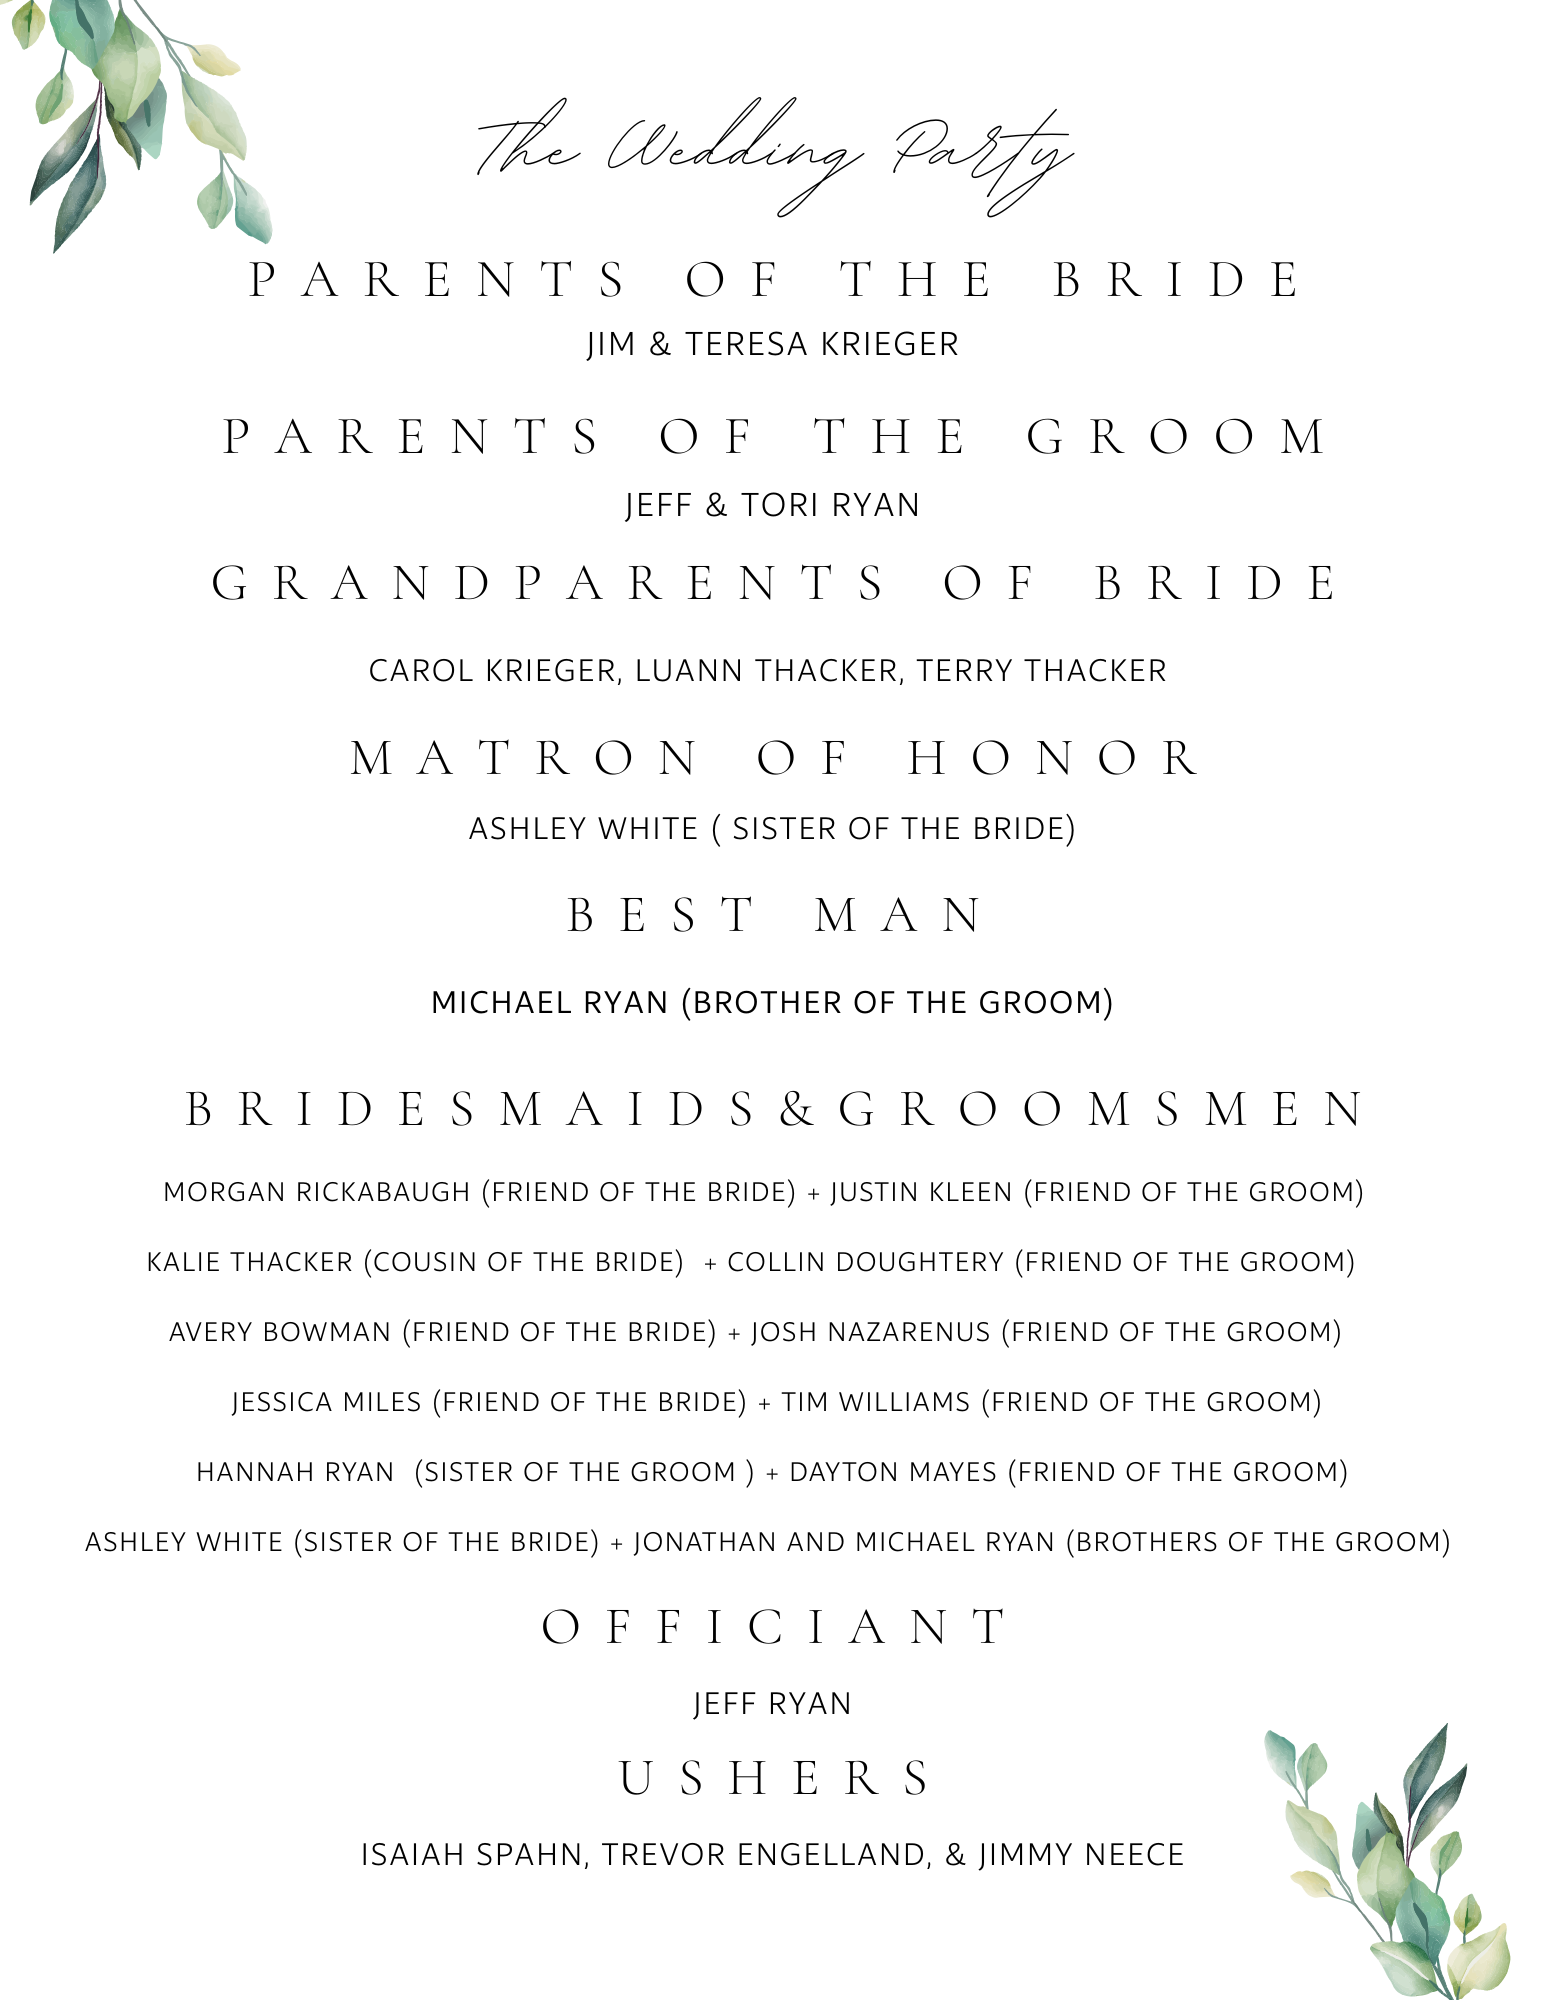 The Wedding Party
PARENTS OF THE BRIDE
JIM & TERESA KRIEGER
PARENTS OF THE GROOM
JEFF & TORI RYAN
GRANDPARENTS OF BRIDE
CAROL KRIEGER, LUANN THACKER, TERRY THACKER
MATRON OF HONOR
ASHLEY WHITE ( SISTER OF THE BRIDE)
BEST MAN
MICHAEL RYAN (BROTHER OF THE GROOM)
BRIDESMAIDS&GROOMSMEN
MORGAN RICKABAUGH (FRIEND OF THE BRIDE) + JUSTIN KLEEN (FRIEND OF THE GROOM)
KALIE THACKER (COUSIN OF THE BRIDE)  + COLLIN DOUGHTERY (FRIEND OF THE GROOM)
AVERY BOWMAN (FRIEND OF THE BRIDE) + JOSH NAZARENUS (FRIEND OF THE GROOM)
JESSICA MILES (FRIEND OF THE BRIDE) + TIM WILLIAMS (FRIEND OF THE GROOM)
HANNAH RYAN  (SISTER OF THE GROOM ) + DAYTON MAYES (FRIEND OF THE GROOM)
ASHLEY WHITE (SISTER OF THE BRIDE) + JONATHAN AND MICHAEL RYAN (BROTHERS OF THE GROOM)
OFFICIANT
JEFF RYAN
USHERS
ISAIAH SPAHN, TREVOR ENGELLAND, & JIMMY NEECE